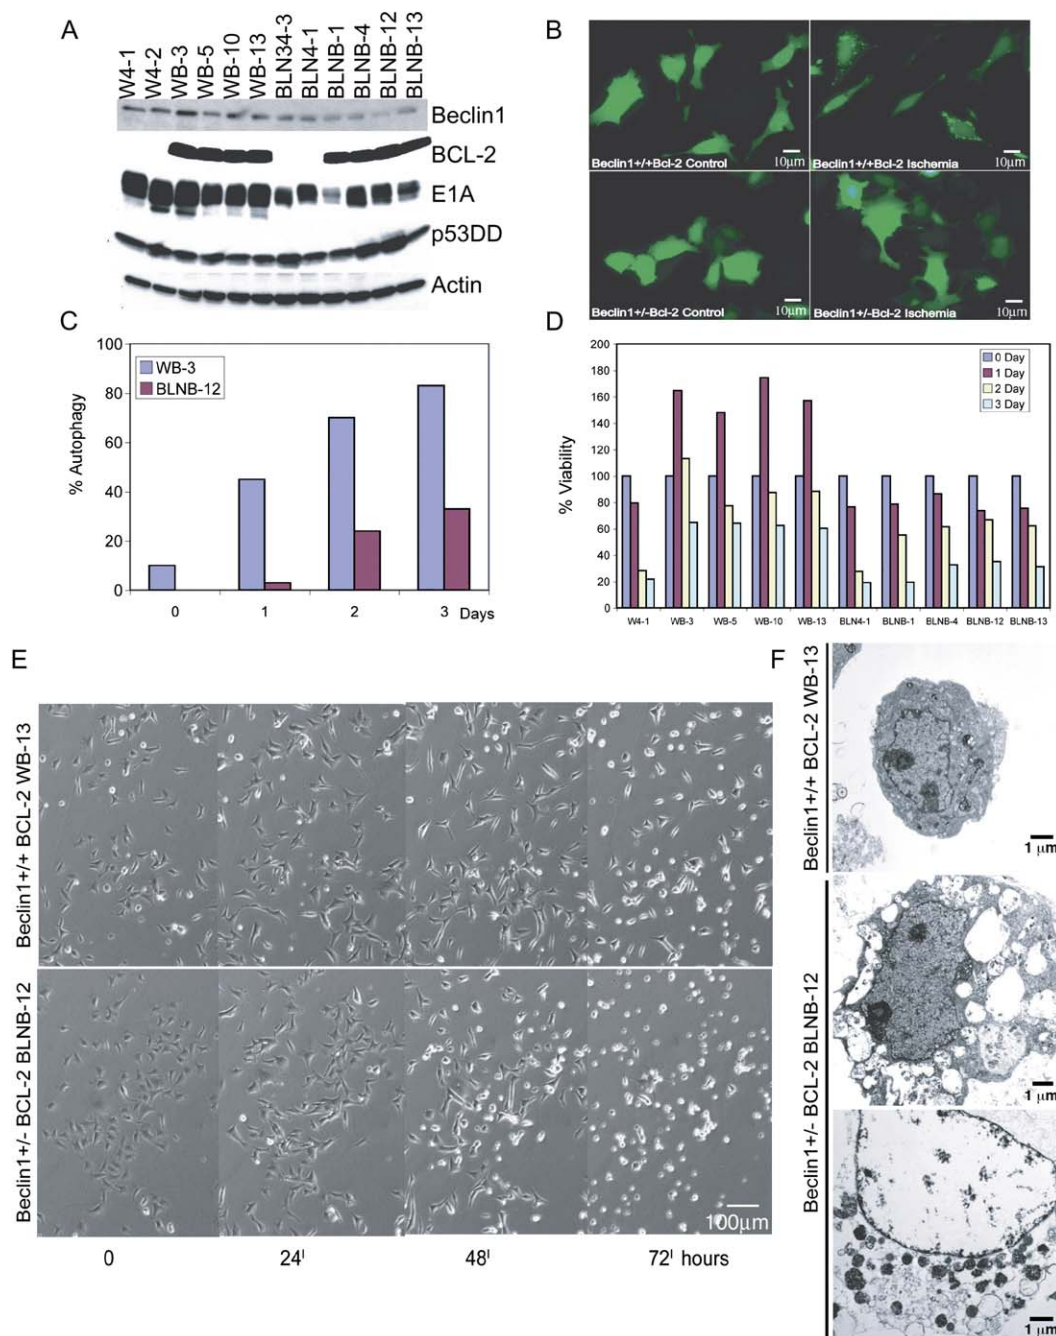 A
W4-1
W4-2
WB-3
WB-5
WB-10
WB-13
BLN34-3
BLN4-1
BLNB-1
BLNB-4
BLNB-12
BLNB-13
Beclin1
BCL-2
E1A
p53DD
Actin
B
Beclin1+/+Bcl-2 Control
10μm
Beclin1+/+Bcl-2 Ischemia
10μm
Beclin1+/-Bcl-2 Control
10μm
Beclin1+/-Bcl-2 Ischemia
10μm
C
% Autophagy
100
80
60
40
20
0
WB-3
BLNB-12
0 1 2 3 Days
D
% Viability
200
180
160
140
120
100
80
60
40
20
0
0 Day
1 Day
2 Day
3 Day
W4-1 WB-3 WB-5 WB-10 WB-13 BLN4-1 BLNB-1 BLNB-4 BLNB-12 BLNB-13
E
Beclin1+/+ BCL-2 WB-13
Beclin1+/- BCL-2 BLNB-12
100μm
0 24ˡ 48ˡ 72ˡ hours
F
Beclin1+/+ BCL-2 WB-13
1 μm
Beclin1+/- BCL-2 BLNB-12
1 μm
1 μm